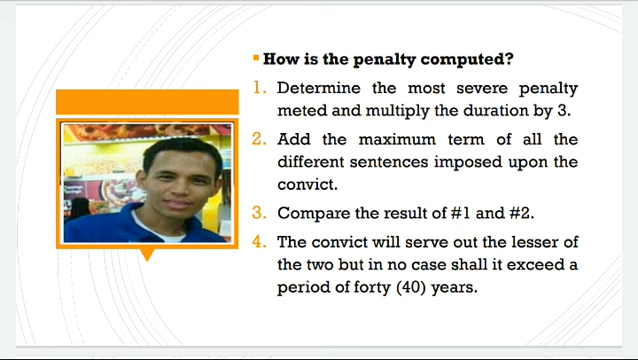 How is the penalty computed?
1. Determine the most severe penalty
meted and multiply the duration by 3.
2. Add the maximum term of all the
different sentences imposed upon the
convict.
3. Compare the result of #1 and #2.
4. The convict will serve out the lesser of
the two but in no case shall it exceed a
period of forty (40) years.